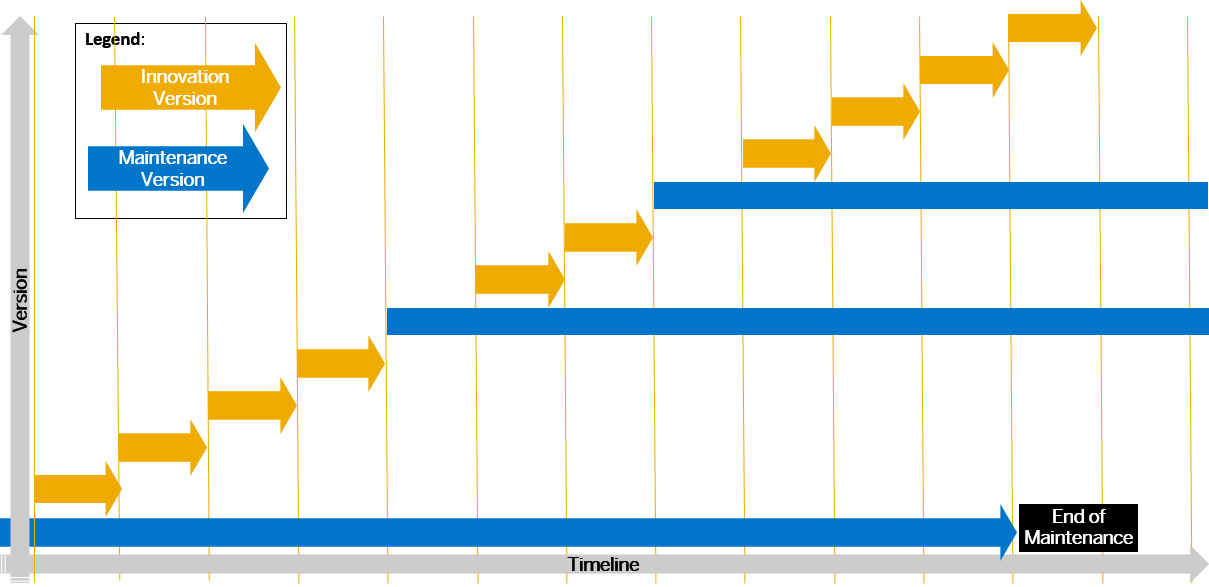 Legend:
Innovation
Version
Maintenance
Version
Version
End of
Maintenance
Timeline